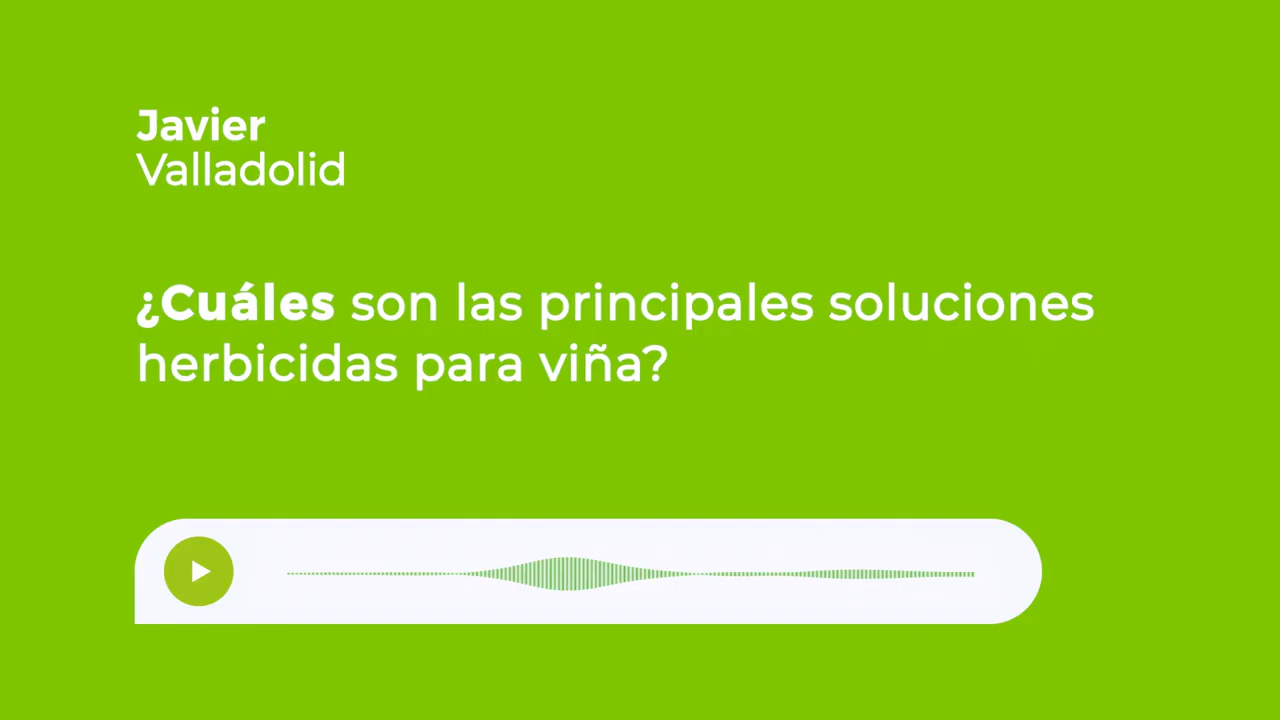 Javier
Valladolid
¿Cuáles son las principales soluciones
herbicidas para viña?